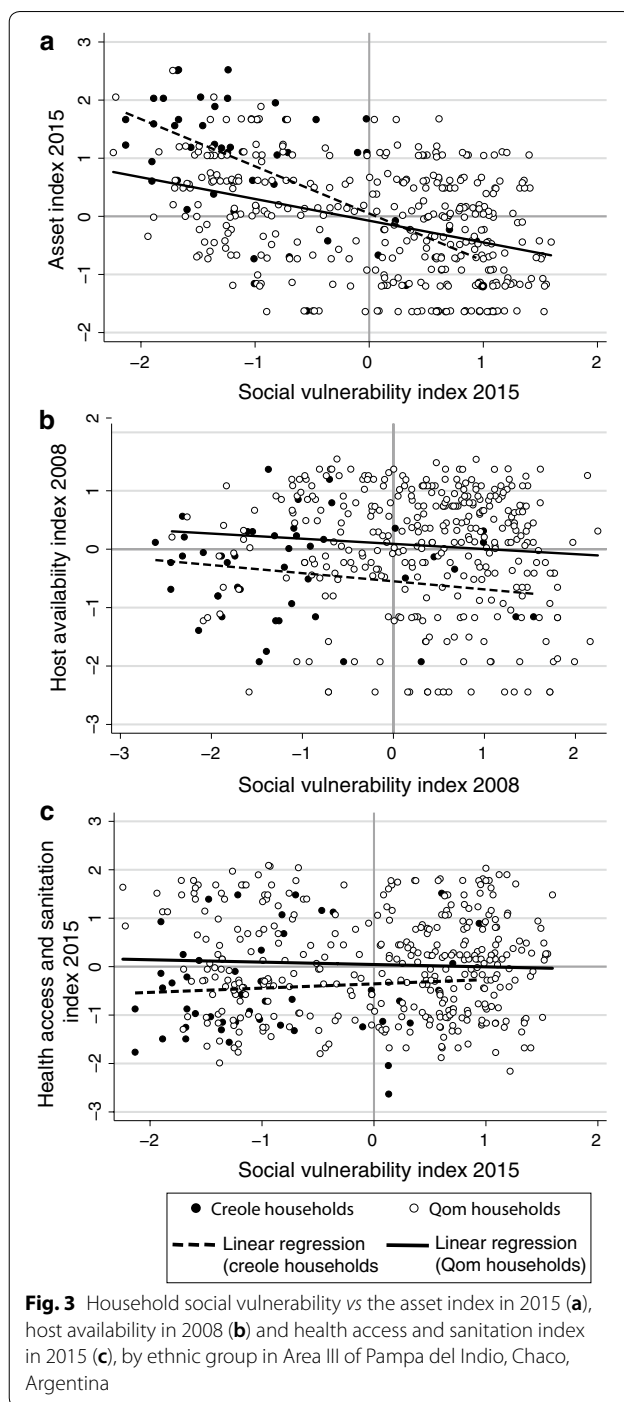 a
3
2
1
0
−1
−2
Asset index 2015
−2 −1 0 1 2
Social vulnerability index 2015
b
2
1
0
−1
−2
−3
Host availability index 2008
−3 −2 −1 0 1 2
Social vulnerability index 2008
c
3
2
1
0
−1
−2
−3
Health access and sanitation
index 2015
−2 −1 0 1 2
Social vulnerability index 2015
Creole households Qom households
Linear regression Linear regression
(creole households (Qom households)
Fig. 3 Household social vulnerability vs the asset index in 2015 (a),
host availability in 2008 (b) and health access and sanitation index
in 2015 (c), by ethnic group in Area III of Pampa del Indio, Chaco,
Argentina